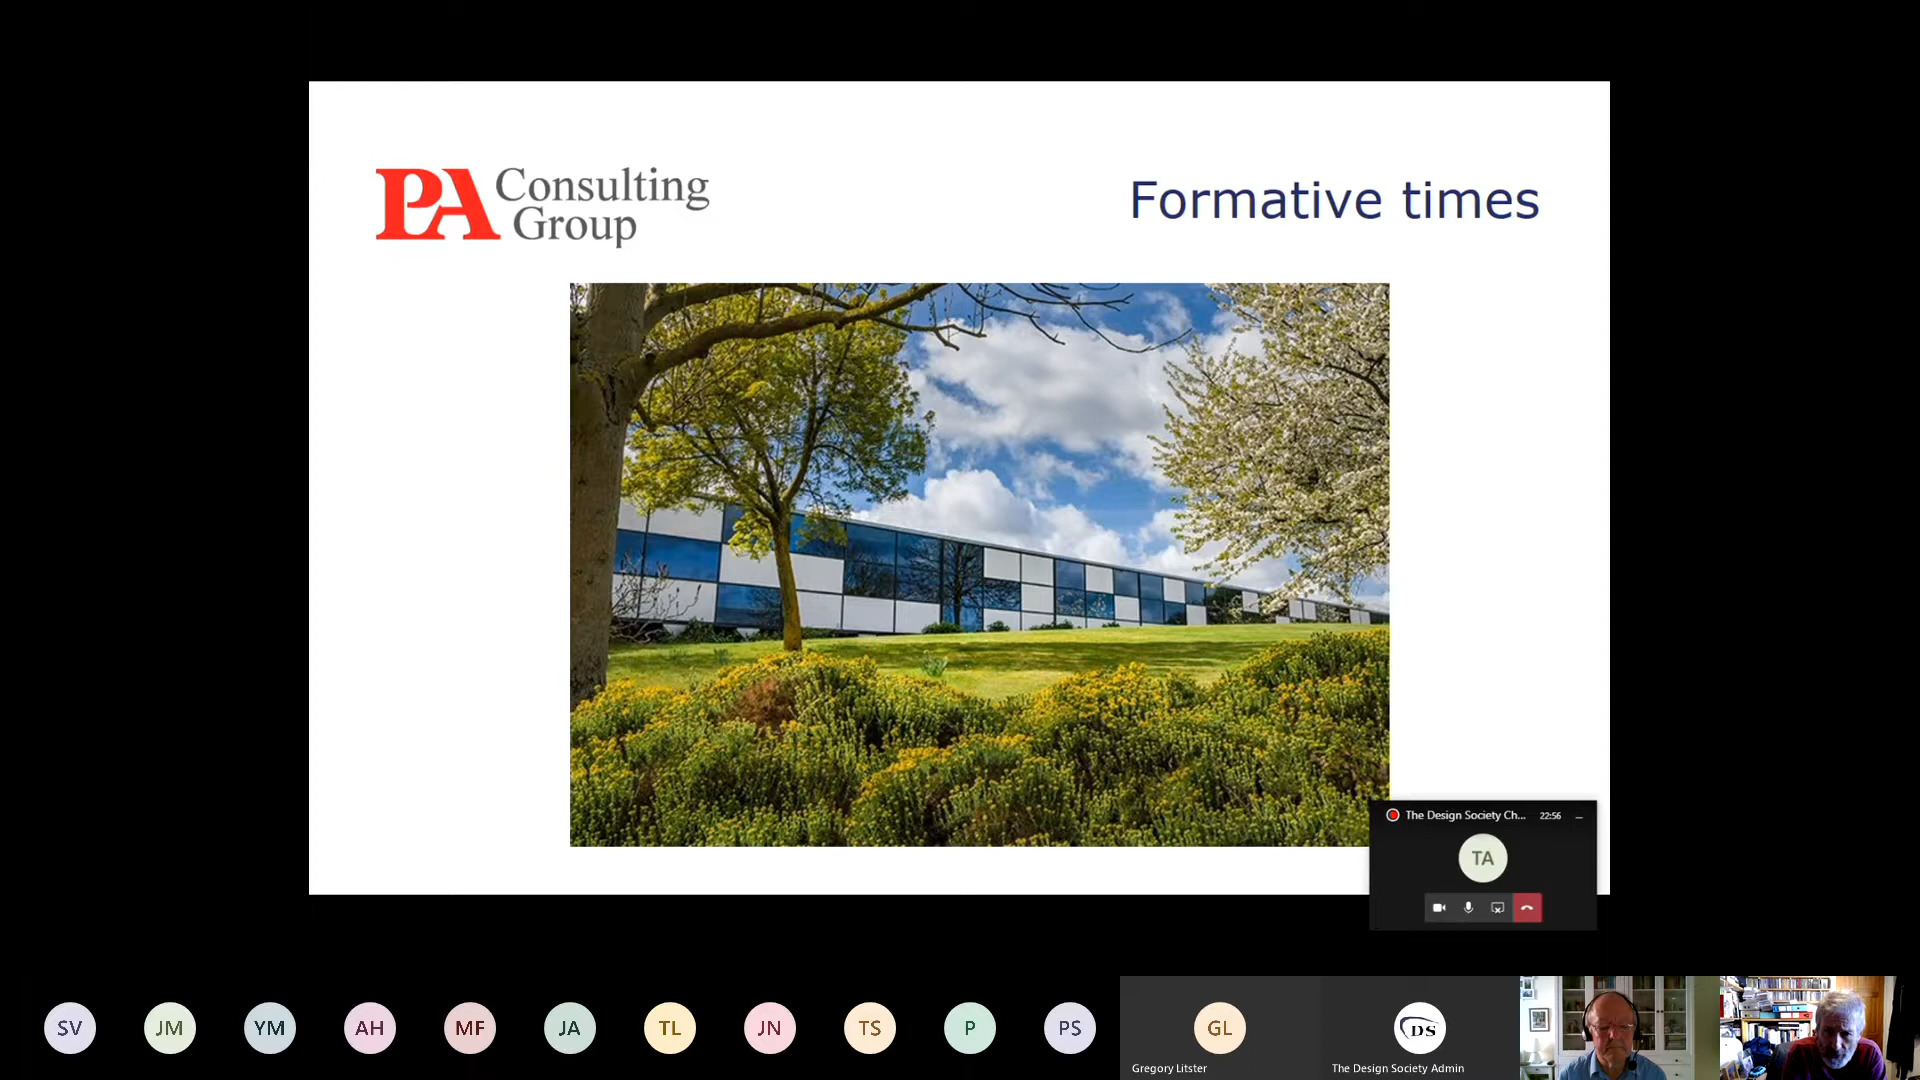 PA Consulting
Group
Formative times
The Design Society Ch... 22:56
TA
SV JM YM AH MF JA TL JN TS P PS GL DS
Gregory Litster The Design Society Admin